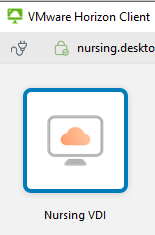 VMware Horizon Client
nursing.deskto
Nursing VDI